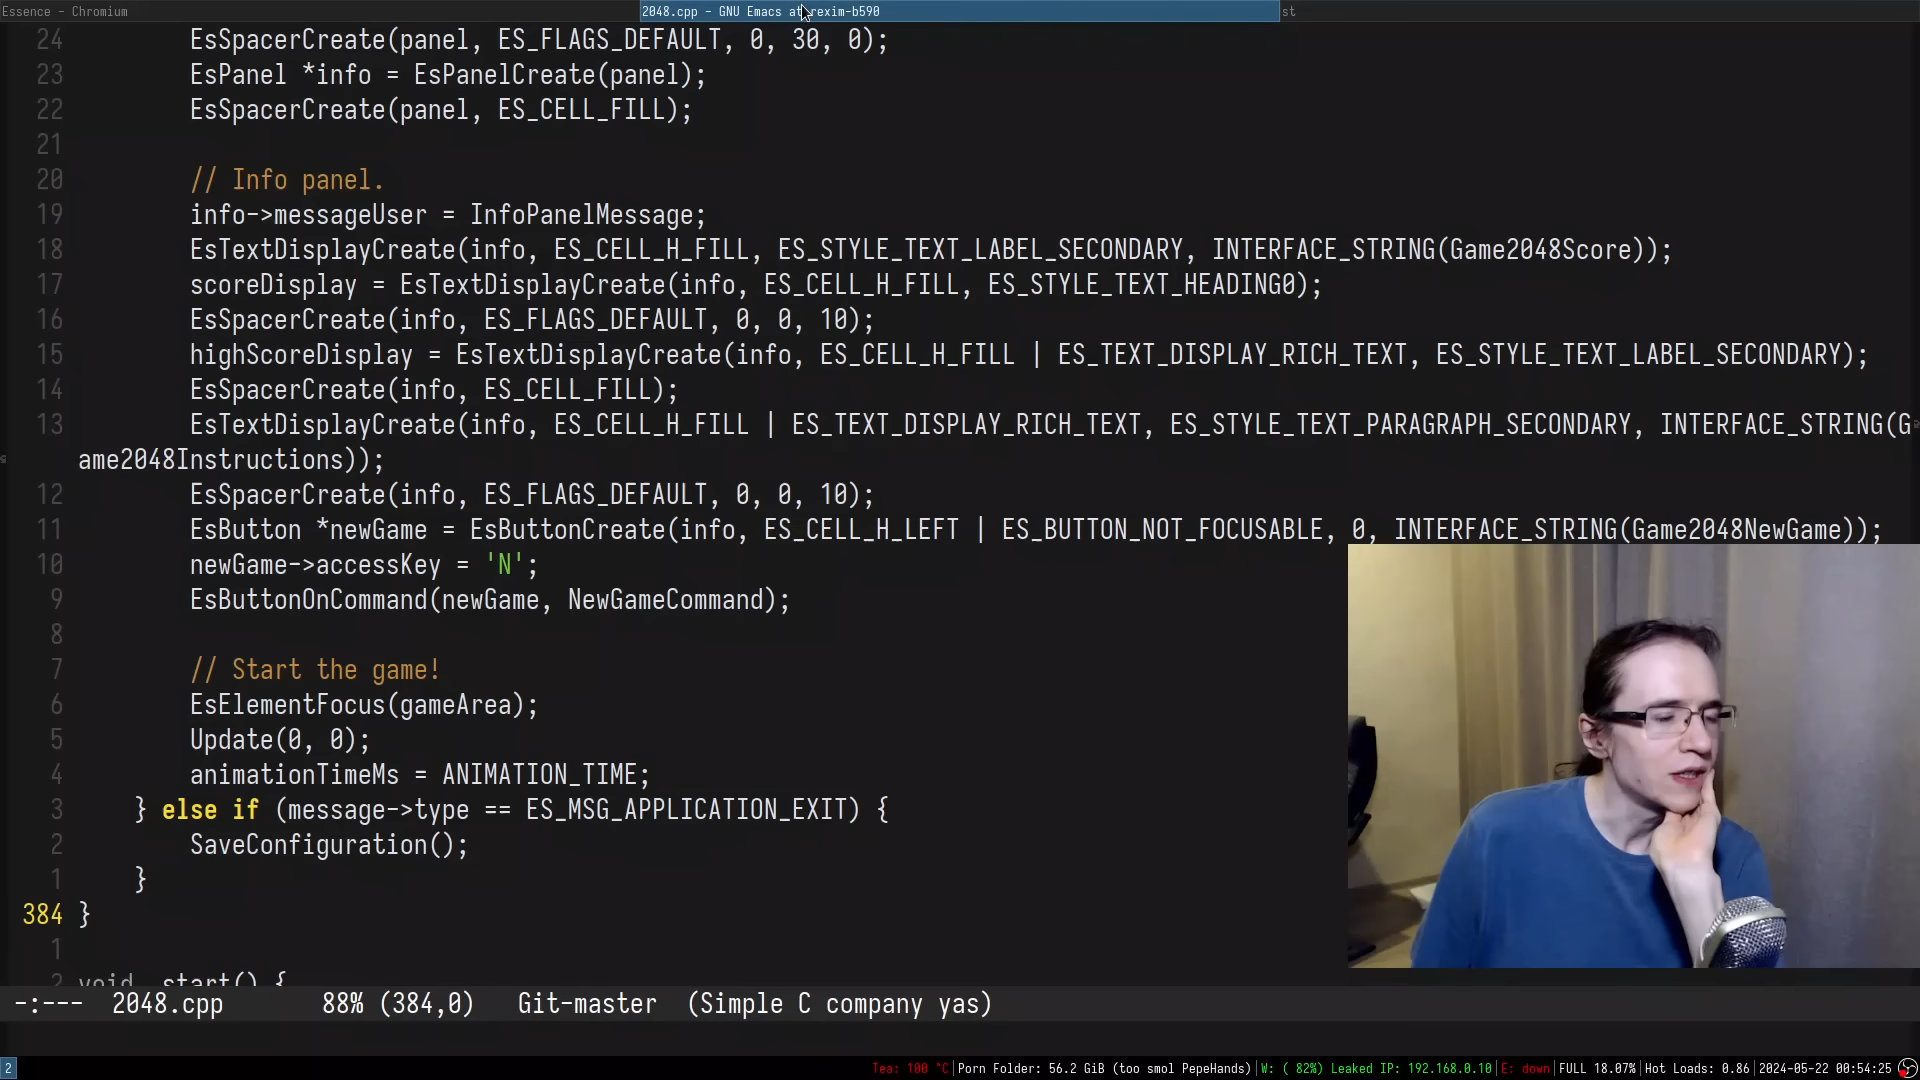 Essence - Chromium
2048.cpp - GNU Emacs at rexim-b590
st
24 EsSpacerCreate(panel, ES_FLAGS_DEFAULT, 0, 30, 0);
23 EsPanel *info = EsPanelCreate(panel);
22 EsSpacerCreate(panel, ES_CELL_FILL);
21
20 // Info panel.
19 info->messageUser = InfoPanelMessage;
18 EsTextDisplayCreate(info, ES_CELL_H_FILL, ES_STYLE_TEXT_LABEL_SECONDARY, INTERFACE_STRING(Game2048Score));
17 scoreDisplay = EsTextDisplayCreate(info, ES_CELL_H_FILL, ES_STYLE_TEXT_HEADING0);
16 EsSpacerCreate(info, ES_FLAGS_DEFAULT, 0, 0, 10);
15 highScoreDisplay = EsTextDisplayCreate(info, ES_CELL_H_FILL | ES_TEXT_DISPLAY_RICH_TEXT, ES_STYLE_TEXT_LABEL_SECONDARY);
14 EsSpacerCreate(info, ES_CELL_FILL);
13 EsTextDisplayCreate(info, ES_CELL_H_FILL | ES_TEXT_DISPLAY_RICH_TEXT, ES_STYLE_TEXT_PARAGRAPH_SECONDARY, INTERFACE_STRING(G
ame2048Instructions));
12 EsSpacerCreate(info, ES_FLAGS_DEFAULT, 0, 0, 10);
11 EsButton *newGame = EsButtonCreate(info, ES_CELL_H_LEFT | ES_BUTTON_NOT_FOCUSABLE, 0, INTERFACE_STRING(Game2048NewGame));
10 newGame->accessKey = 'N';
9 EsButtonOnCommand(newGame, NewGameCommand);
8
7 // Start the game!
6 EsElementFocus(gameArea);
5 Update(0, 0);
4 animationTimeMs = ANIMATION_TIME;
3 } else if (message->type == ES_MSG_APPLICATION_EXIT) {
2 SaveConfiguration();
1 }
384 }
1
2 void _start() {
-:--- 2048.cpp 88% (384,0) Git-master (Simple C company yas)
2 Tea: 100 °C|Porn Folder: 56.2 GiB (too smol PepeHands)|W: ( 82%) Leaked IP: 192.168.0.10|E: down|FULL 18.07%|Hot Loads: 0.86|2024-05-22 00:54:25